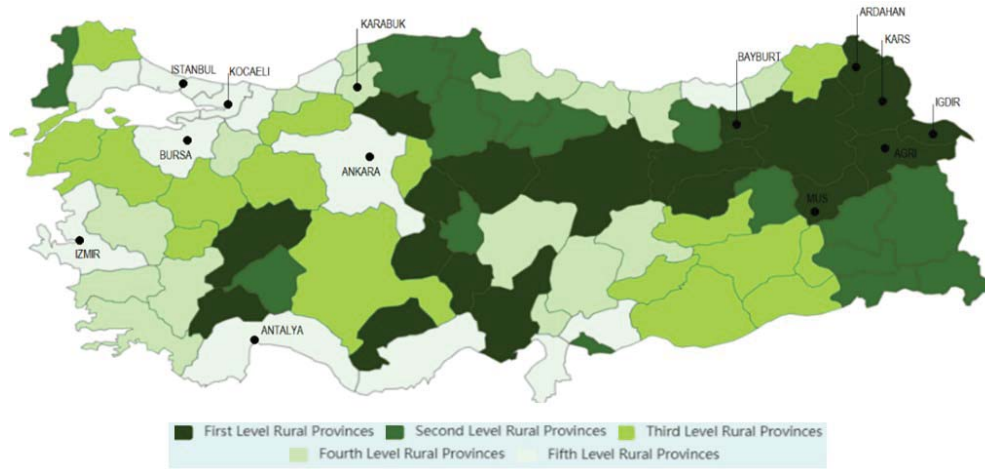 ARDAHAN
KARABUK
KARS
BAYBURT
ISTANBUL
KOCAELI
IGDIR
BURSA
ANKARA
AGRI
MUS
IZMIR
ANTALYA
First Level Rural Provinces Second Level Rural Provinces Third Level Rural Provinces
Fourth Level Rural Provinces Fifth Level Rural Provinces